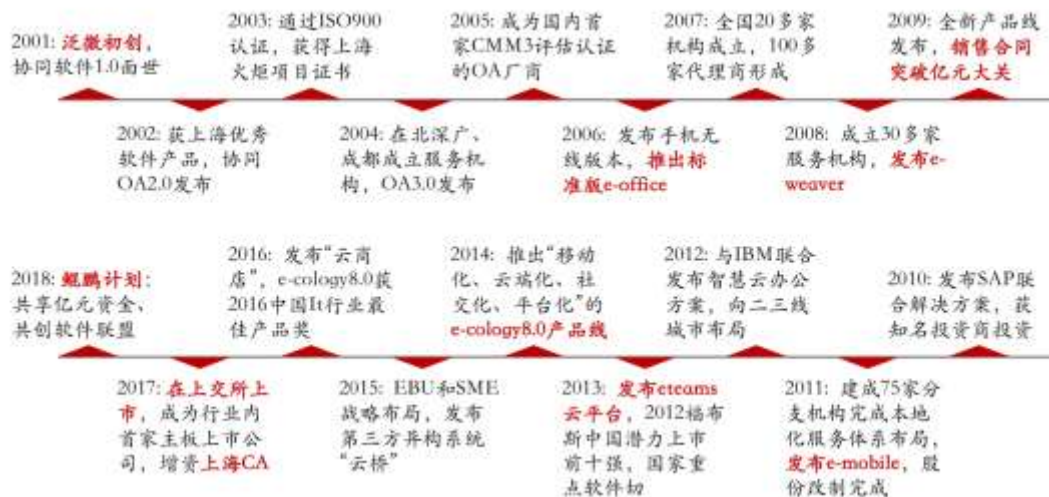 2001: 泛微初创,
协同软件1.0面世
2003: 通过ISO900
认证, 获得上海
火炬项目证书
2005: 成为国内首
家CMM3评估认证
的OA厂商
2007: 全国20多家
机构成立, 100多
家代理商形成
2009: 全新产品线
发布, 销售合同
突破亿元大关
2002: 获上海优秀
软件产品, 协同
OA2.0发布
2004: 在北深广、
成都成立服务机
构, OA3.0发布
2006: 发布手机无
线版本, 推出标
准版e-office
2008: 成立30多家
服务机构, 发布e-
weaver
2018: 鲲鹏计划:
共享亿元资金、
共创软件联盟
2016: 发布“云商
店”, e-cology8.0获
2016中国It行业最
佳产品奖
2014: 推出“移动
化、云端化、社
交化、平台化”的
e-cology8.0产品线
2012: 与IBM联合
发布智慧云办公
方案, 向二三线
城市布局
2010: 发布SAP联
合解决方案, 获
知名投资商投资
2017: 在上交所上
市, 成为行业内
首家主板上市公
司, 增资上海CA
2015: EBU和SME
战略布局, 发布
第三方异构系统
“云桥”
2013: 发布eteams
云平台, 2012福布
斯中国潜力上市
前十强, 国家重
点软件切
2011: 建成75家分
支机构完成本地
化服务体系布局,
发布e-mobile, 股
份改制完成